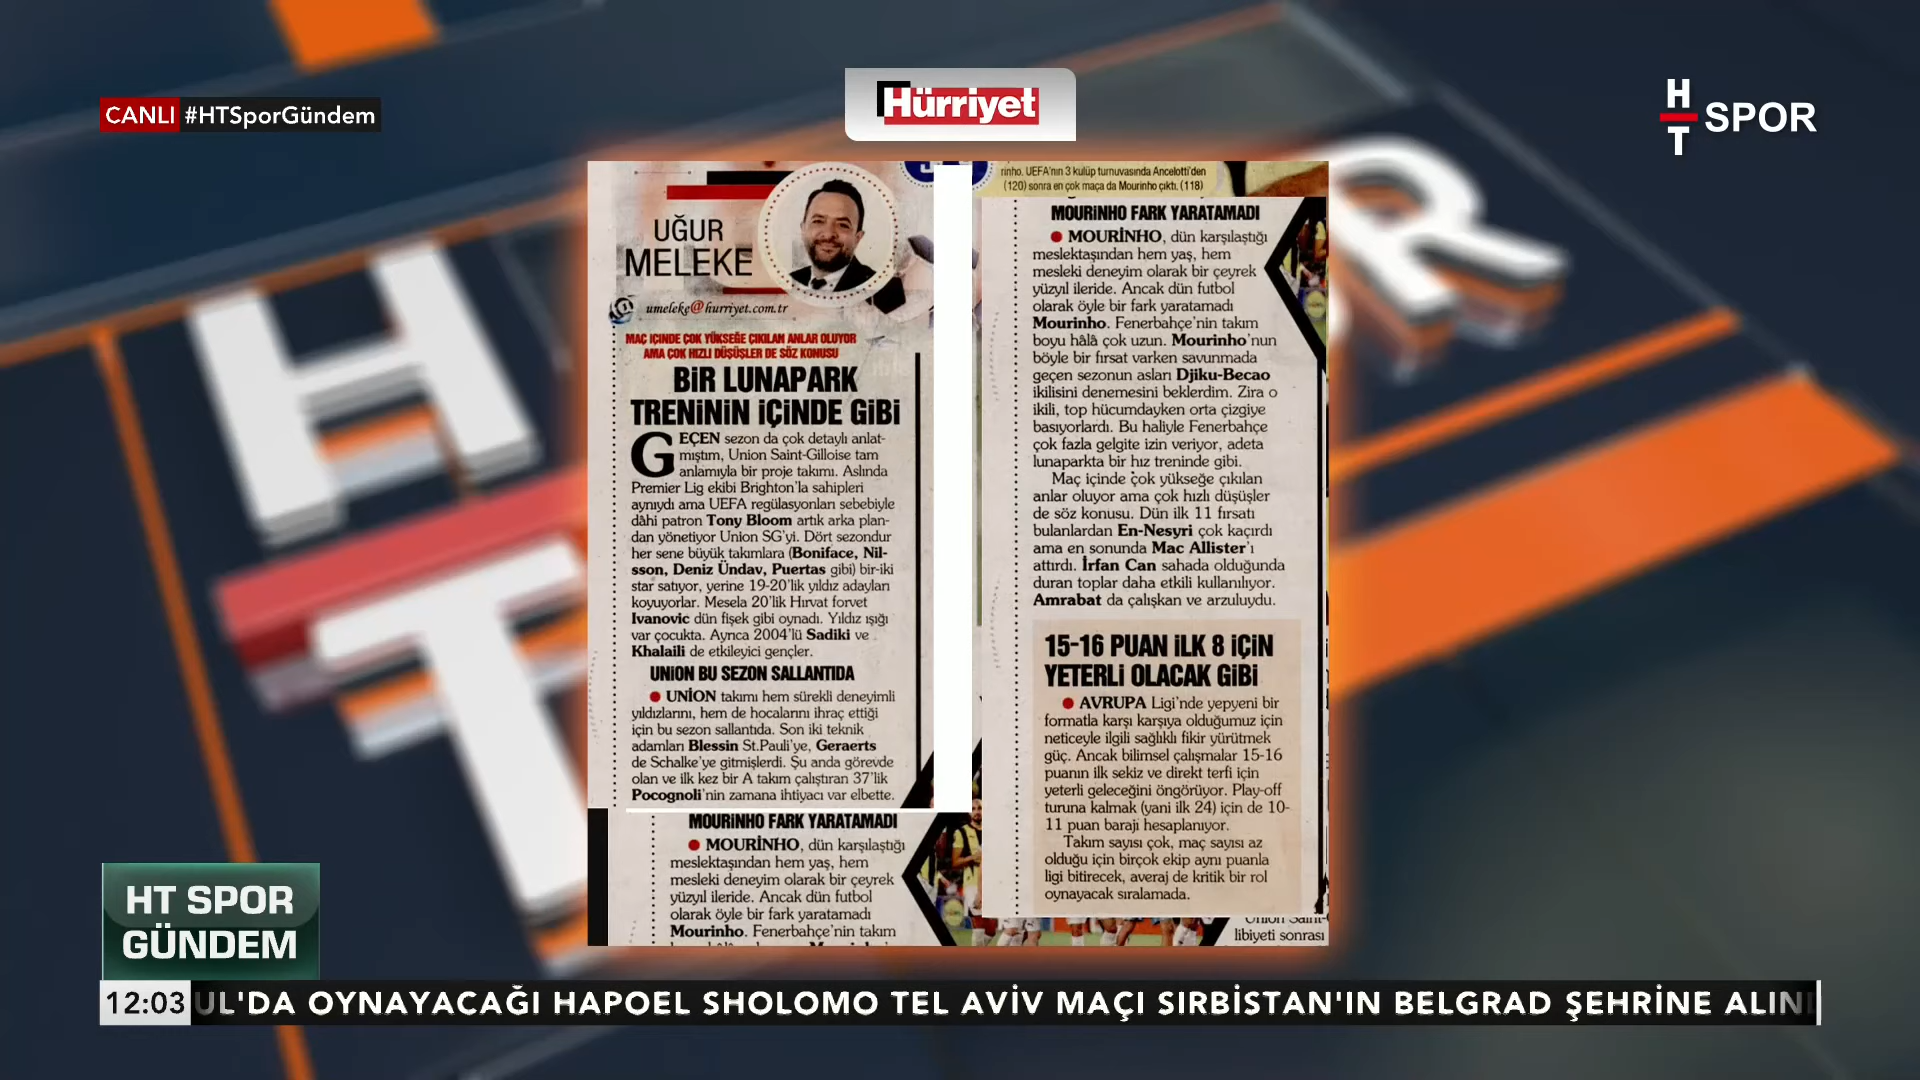 CANLI #HTSporGündem
Hürriyet
HT SPOR
UĞUR
MELEKE
umeleke@hurriyet.com.tr
MAÇ IÇINDE ÇOK YÜKSEĞE ÇIKILAN ANLAR OLUYOR
AMA ÇOK HIZLI DÜŞÜŞLER DE SÖZ KONUSU
BiR LUNAPARK
TRENiNiN iÇiNDE GiBi
GEÇEN sezon da çok detaylı anlat-
mıştım, Union Saint-Gilloise tam
anlamıyla bir proje takımı. Aslında
Premier Lig ekibi Brighton'la sahipleri
aynıydı ama UEFA regülasyonları sebebiyle
dâhi patron Tony Bloom artık arka plan-
dan yönetiyor Union SG'yi. Dört sezondur
her sene büyük takımlara (Boniface, Nil-
sson, Deniz Ündav, Puertas gibi) bir-iki
star satıyor, yerine 19-20'lik yıldız adayları
koyuyorlar. Mesela 20'lik Hırvat forvet
Ivanovic dün fişek gibi oynadı. Yıldız ışığı
var çocukta. Ayrıca 2004'lü Sadiki ve
Khalaili de etkileyici gençler.
UNiON BU SEZON SALLANTIDA
UNİON takımı hem sürekli deneyimli
yıldızlarını, hem de hocalarını ihraç ettiği
için bu sezon sallantıda. Son iki teknik
adamları Blessin St.Pauli'ye, Geraerts
de Schalke'ye gitmişlerdi. Şu anda görevde
olan ve ilk kez bir A takım çalıştıran 37'lik
Pocognoli'nin zamana ihtiyacı var elbette.
MOURiNHO FARK YARATAMADI
MOURİNHO, dün karşılaştığı
meslektaşından hem yaş, hem
mesleki deneyim olarak bir çeyrek
yüzyıl ileride. Ancak dün futbol
olarak öyle bir fark yaratamadı
Mourinho. Fenerbahçe'nin takım
rinho. UEFA'nın 3 kulüp turnuvasında Ancelotti'den
(120) sonra en çok maça da Mourinho çıktı. (118)
MOURiNHO FARK YARATAMADI
MOURİNHO, dün karşılaştığı
meslektaşından hem yaş, hem
mesleki deneyim olarak bir çeyrek
yüzyıl ileride. Ancak dün futbol
olarak öyle bir fark yaratamadı
Mourinho. Fenerbahçe'nin takım
boyu hâlâ çok uzun. Mourinho'nun
böyle bir fırsat varken savunmada
geçen sezonun asları Djiku-Becao
ikilisini denemesini beklerdim. Zira o
ikili, top hücumdayken orta çizgiye
basıyorlardı. Bu haliyle Fenerbahçe
çok fazla gelgite izin veriyor, adeta
lunaparkta bir hız treninde gibi.
Maç içinde çok yükseğe çıkılan
anlar oluyor ama çok hızlı düşüşler
de söz konusu. Dün ilk 11 fırsatı
bulanlardan En-Nesyri çok kaçırdı
ama en sonunda Mac Allister'ı
attırdı. İrfan Can sahada olduğunda
duran toplar daha etkili kullanılıyor.
Amrabat da çalışkan ve arzuluydu.
15-16 PUAN iLK 8 iÇiN
YETERLi OLACAK GiBi
AVRUPA Ligi'nde yepyeni bir
formatla karşı karşıya olduğumuz için
neticeyle ilgili sağlıklı fikir yürütmek
güç. Ancak bilimsel çalışmalar 15-16
puanın ilk sekiz ve direkt terfi için
yeterli geleceğini öngörüyor. Play-off
turuna kalmak (yani ilk 24) için de 10-
11 puan barajı hesaplanıyor.
Takım sayısı çok, maç sayısı az
olduğu için birçok ekip aynı puanla
ligi bitirecek, averaj de kritik bir rol
oynayacak sıralamada.
Union Saint-
libiyeti sonrası
HT SPOR
GÜNDEM
12:03 UL'DA OYNAYACAĞI HAPOEL SHOLOMO TEL AVİV MAÇI SIRBİSTAN'IN BELGRAD ŞEHRİNE ALIN